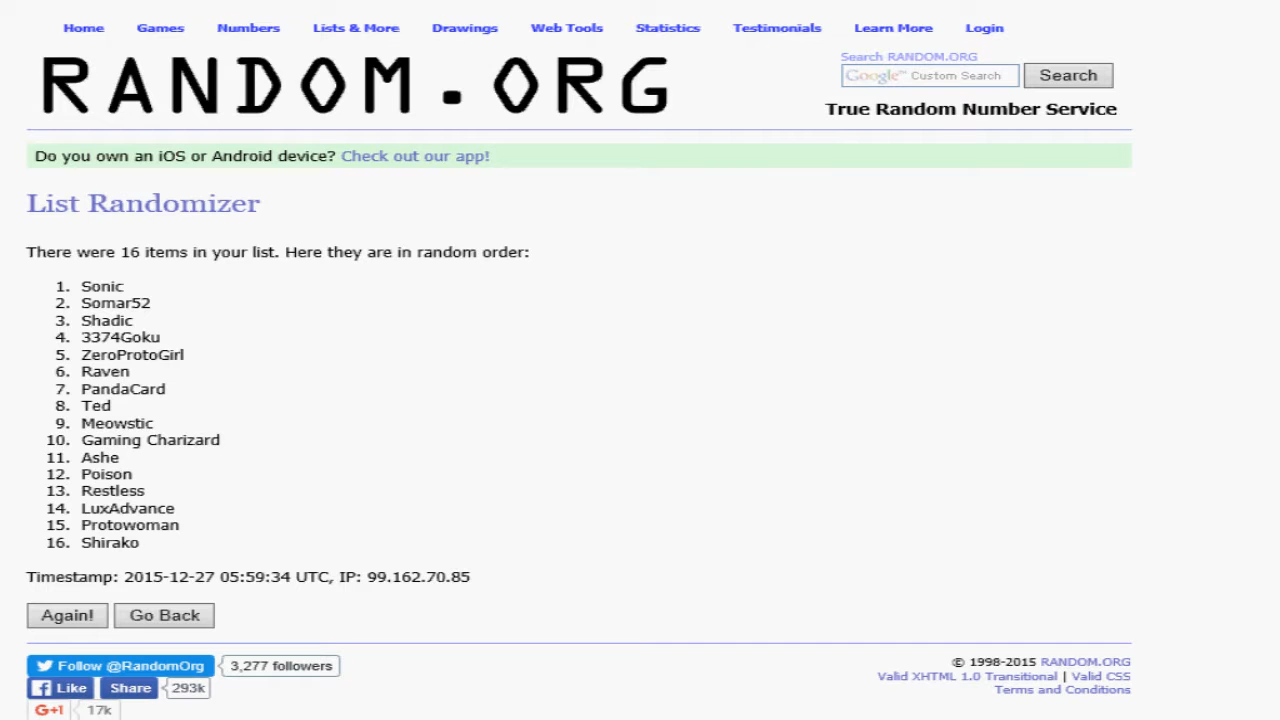 Home Games Numbers Lists & More Drawings Web Tools Statistics Testimonials Learn More Login
RANDOM.ORG
Search RANDOM.ORG
Google™ Custom Search Search
True Random Number Service
Do you own an iOS or Android device? Check out our app!
List Randomizer
There were 16 items in your list. Here they are in random order:
1. Sonic
2. Somar52
3. Shadic
4. 3374Goku
5. ZeroProtoGirl
6. Raven
7. PandaCard
8. Ted
9. Meowstic
10. Gaming Charizard
11. Ashe
12. Poison
13. Restless
14. LuxAdvance
15. Protowoman
16. Shirako
Timestamp: 2015-12-27 05:59:34 UTC, IP: 99.162.70.85
Again! Go Back
Follow @RandomOrg 3,277 followers
Like Share 293k
G+1 17k
© 1998-2015 RANDOM.ORG
Valid XHTML 1.0 Transitional | Valid CSS
Terms and Conditions